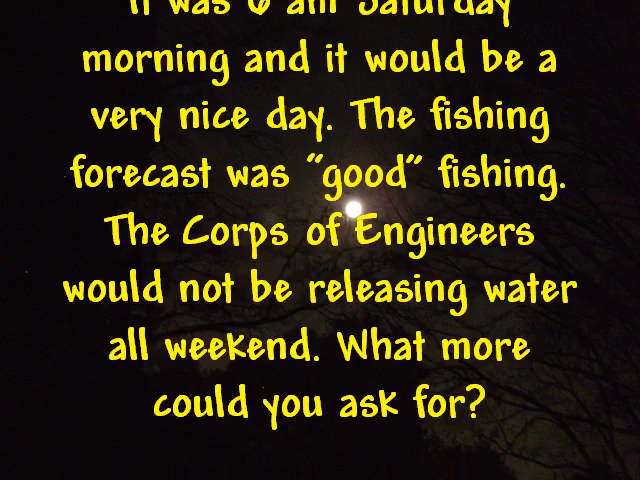 It was 6 am Saturday
morning and it would be a
very nice day. The fishing
forecast was "good" fishing.
The Corps of Engineers
would not be releasing water
all weekend. What more
could you ask for?